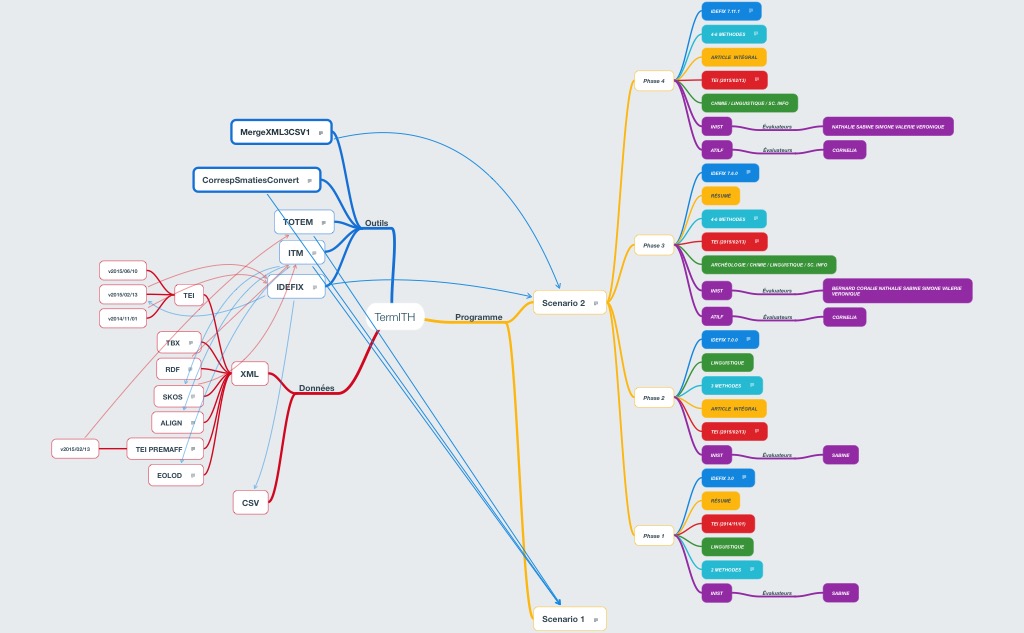 TermITH
Outils
MergeXML3CSV1
CorrespSmatiesConvert
TOTEM
ITM
IDEFIX
Données
XML
TEI
v2015/06/10
v2015/02/13
v2014/11/01
TBX
RDF
SKOS
ALIGN
TEI PREMAFF
v2015/02/13
EOLOD
CSV
Programme
Scenario 2
Phase 4
IDEFIX 7.11.1
4-6 METHODES
ARTICLE INTÉGRAL
TEI (2015/02/13)
CHIMIE / LINGUISTIQUE / SC. INFO
INIST
Évaluateurs
NATHALIE SABINE SIMONE VALERIE VERONIQUE
ATILF
Évaluateurs
CORNELIA
Phase 3
IDEFIX 7.6.0
RÉSUMÉ
4-6 METHODES
TEI (2015/02/13)
ARCHÉOLOGIE / CHIMIE / LINGUISTIQUE / SC. INFO
INIST
Évaluateurs
BERNARD CORALIE NATHALIE SABINE SIMONE VALERIE
VERONIQUE
ATILF
Évaluateurs
CORNELIA
Phase 2
IDEFIX 7.0.0
LINGUISTIQUE
3 METHODES
ARTICLE INTÉGRAL
TEI (2015/02/13)
INIST
Évaluateurs
SABINE
Phase 1
IDEFIX 3.0
RÉSUMÉ
TEI (2014/11/01)
LINGUISTIQUE
3 METHODES
INIST
Évaluateurs
SABINE
Scenario 1